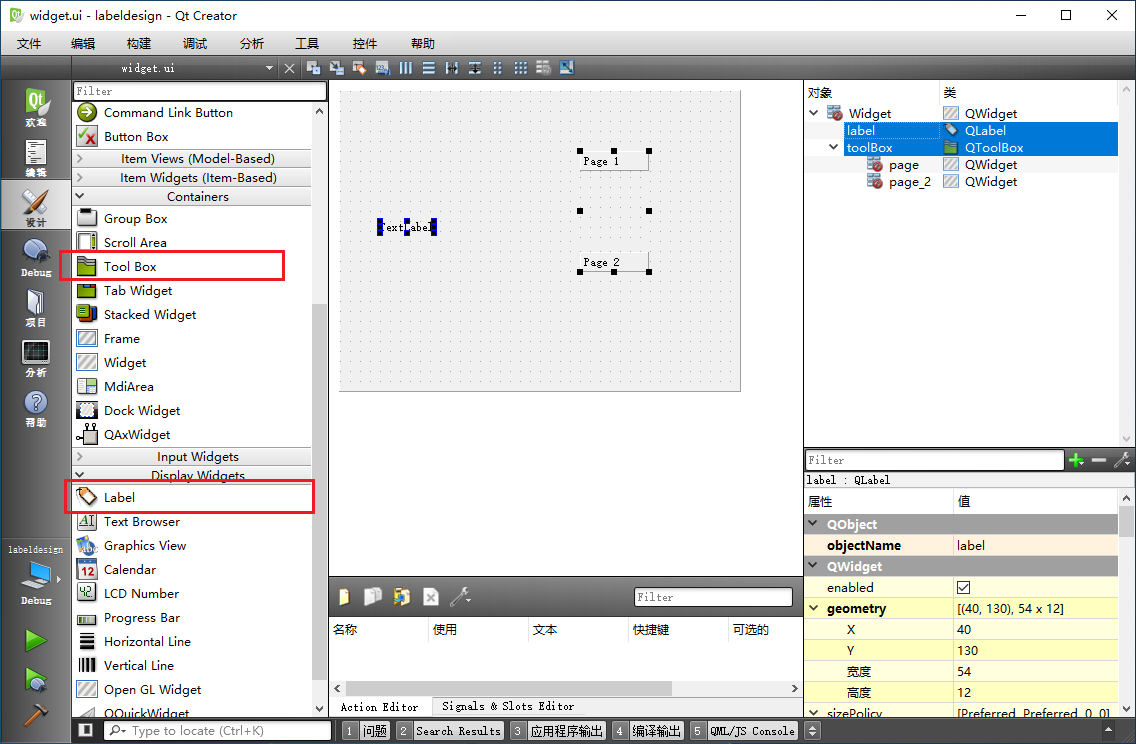 widget.ui - labeldesign - Qt Creator
文件 编辑 构建 调试 分析 工具 控件 帮助
widget.ui
Qt
欢迎
编辑
设计
Debug
项目
分析
帮助
labeldesign
Debug
Filter
Command Link Button
Button Box
Item Views (Model-Based)
Item Widgets (Item-Based)
Containers
Group Box
Scroll Area
Tool Box
Tab Widget
Stacked Widget
Frame
Widget
MdiArea
Dock Widget
QAxWidget
Input Widgets
Display Widgets
Label
Text Browser
Graphics View
Calendar
LCD Number
Progress Bar
Horizontal Line
Vertical Line
Open GL Widget
QQuickWidget
TextLabel
Page 1
Page 2
对象 类
Widget QWidget
label QLabel
toolBox QToolBox
page QWidget
page_2 QWidget
Filter
label : QLabel
属性 值
QObject
objectName label
QWidget
enabled
geometry [(40, 130), 54 x 12]
X 40
Y 130
宽度 54
高度 12
sizePolicy [Preferred, Preferred, 0, 0]
Filter
名称 使用 文本 快捷键 可选的
Action Editor Signals & Slots Editor
Type to locate (Ctrl+K) 1 问题 2 Search Results 3 应用程序输出 4 编译输出 5 QML/JS Console